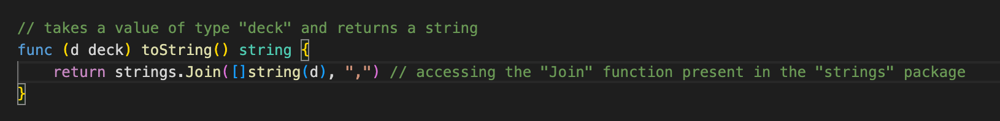 // takes a value of type "deck" and returns a string
func (d deck) toString() string {
    return strings.Join([]string(d), ",") // accessing the "Join" function present in the "strings" package
}